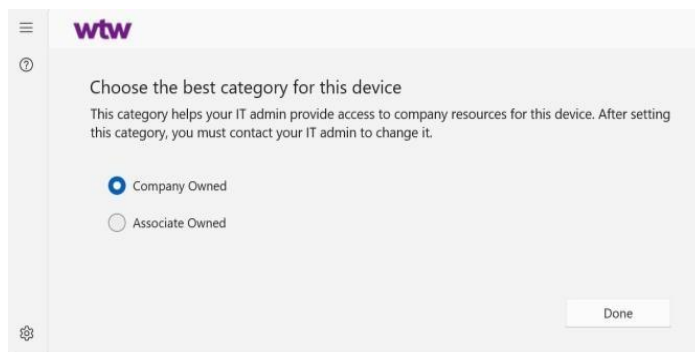 wtw
Choose the best category for this device
This category helps your IT admin provide access to company resources for this device. After setting
this category, you must contact your IT admin to change it.
Company Owned
Associate Owned
Done